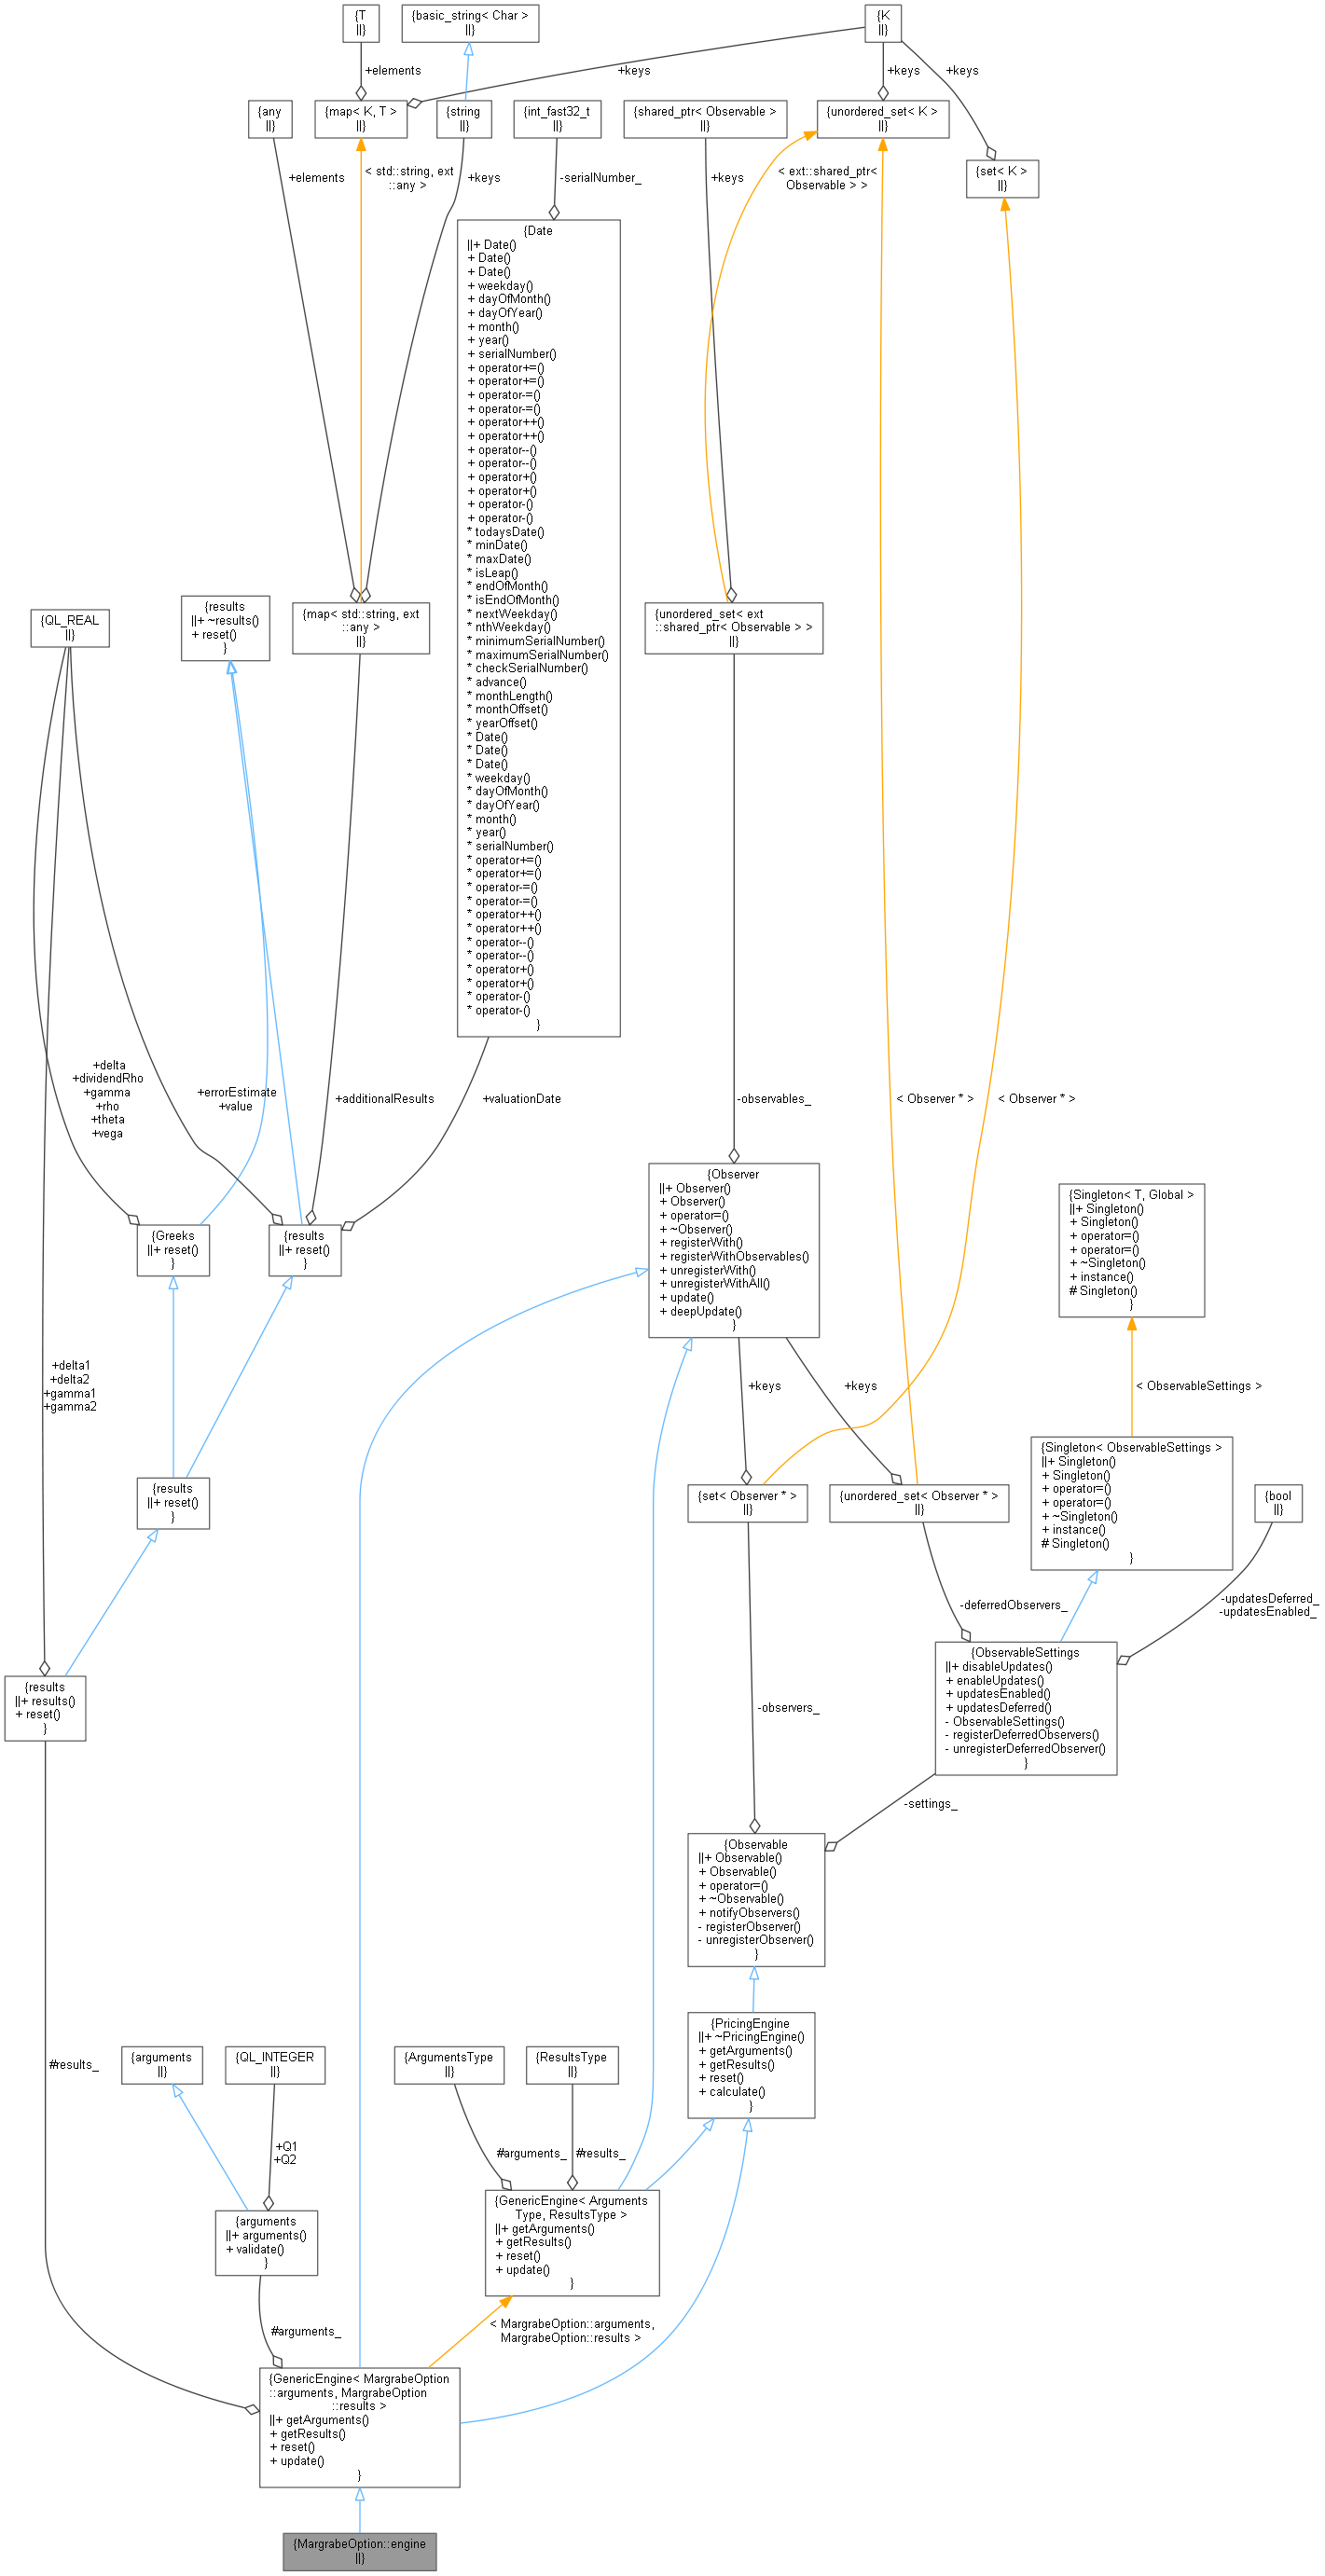 {T
||}
{basic_string< Char >
||}
{K
||}
+elements
+keys
+keys
+keys
{any
||}
{map< K, T >
||}
{string
||}
{int_fast32_t
||}
{shared_ptr< Observable >
||}
{unordered_set< K >
||}
{set< K >
||}
+elements
< std::string, ext
::any >
+keys
-serialNumber_
+keys
< ext::shared_ptr<
Observable > >
{Date
||+ Date()
+ Date()
+ Date()
+ weekday()
+ dayOfMonth()
+ dayOfYear()
+ month()
+ year()
+ serialNumber()
+ operator+=()
+ operator+=()
+ operator-=()
+ operator-=()
+ operator++()
+ operator++()
+ operator--()
+ operator--()
+ operator+()
+ operator+()
+ operator-()
+ operator-()
* todaysDate()
* minDate()
* maxDate()
* isLeap()
* endOfMonth()
* isEndOfMonth()
* nextWeekday()
* nthWeekday()
* minimumSerialNumber()
* maximumSerialNumber()
* checkSerialNumber()
* advance()
* monthLength()
* monthOffset()
* yearOffset()
* Date()
* Date()
* Date()
* weekday()
* dayOfMonth()
* dayOfYear()
* month()
* year()
* serialNumber()
* operator+=()
* operator+=()
* operator-=()
* operator-=()
* operator++()
* operator++()
* operator--()
* operator--()
* operator+()
* operator+()
* operator-()
* operator-()
}
{QL_REAL
||}
{results
||+ ~results()
+ reset()
}
{map< std::string, ext
::any >
||}
{unordered_set< ext
::shared_ptr< Observable > >
||}
+delta
+dividendRho
+gamma
+rho
+theta
+vega
+errorEstimate
+value
+additionalResults
+valuationDate
-observables_
< Observer * >
< Observer * >
{Greeks
||+ reset()
}
{results
||+ reset()
}
{Observer
||+ Observer()
+ Observer()
+ operator=()
+ ~Observer()
+ registerWith()
+ registerWithObservables()
+ unregisterWith()
+ unregisterWithAll()
+ update()
+ deepUpdate()
}
{Singleton< T, Global >
||+ Singleton()
+ Singleton()
+ operator=()
+ operator=()
+ ~Singleton()
+ instance()
# Singleton()
}
+delta1
+delta2
+gamma1
+gamma2
+keys
+keys
< ObservableSettings >
{results
||+ reset()
}
{set< Observer * >
||}
{unordered_set< Observer * >
||}
{Singleton< ObservableSettings >
||+ Singleton()
+ Singleton()
+ operator=()
+ operator=()
+ ~Singleton()
+ instance()
# Singleton()
}
{bool
||}
-deferredObservers_
-updatesDeferred_
-updatesEnabled_
{results
||+ results()
+ reset()
}
-observers_
{ObservableSettings
||+ disableUpdates()
+ enableUpdates()
+ updatesEnabled()
+ updatesDeferred()
- ObservableSettings()
- registerDeferredObservers()
- unregisterDeferredObserver()
}
-settings_
{Observable
||+ Observable()
+ Observable()
+ operator=()
+ ~Observable()
+ notifyObservers()
- registerObserver()
- unregisterObserver()
}
#results_
{arguments
||}
{QL_INTEGER
||}
{ArgumentsType
||}
{ResultsType
||}
{PricingEngine
||+ ~PricingEngine()
+ getArguments()
+ getResults()
+ reset()
+ calculate()
}
+Q1
+Q2
#arguments_
#results_
{arguments
||+ arguments()
+ validate()
}
{GenericEngine< Arguments
Type, ResultsType >
||+ getArguments()
+ getResults()
+ reset()
+ update()
}
#arguments_
< MargrabeOption::arguments,
MargrabeOption::results >
{GenericEngine< MargrabeOption
::arguments, MargrabeOption
::results >
||+ getArguments()
+ getResults()
+ reset()
+ update()
}
{MargrabeOption::engine
||}